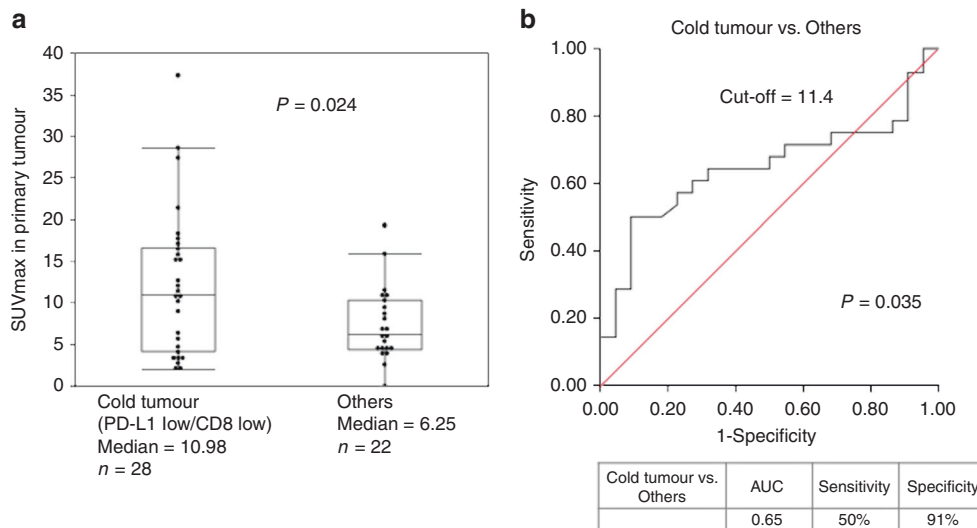 a
SUVmax in primary tumour
40
35
30
25
20
15
10
5
0
P = 0.024
Cold tumour
(PD-L1 low/CD8 low)
Median = 10.98
n = 28
Others
Median = 6.25
n = 22
b
Cold tumour vs. Others
Sensitivity
1.00
0.80
0.60
0.40
0.20
0.00
Cut-off = 11.4
P = 0.035
0.00 0.20 0.40 0.60 0.80 1.00
1-Specificity
Cold tumour vs. Others AUC Sensitivity Specificity
0.65 50% 91%